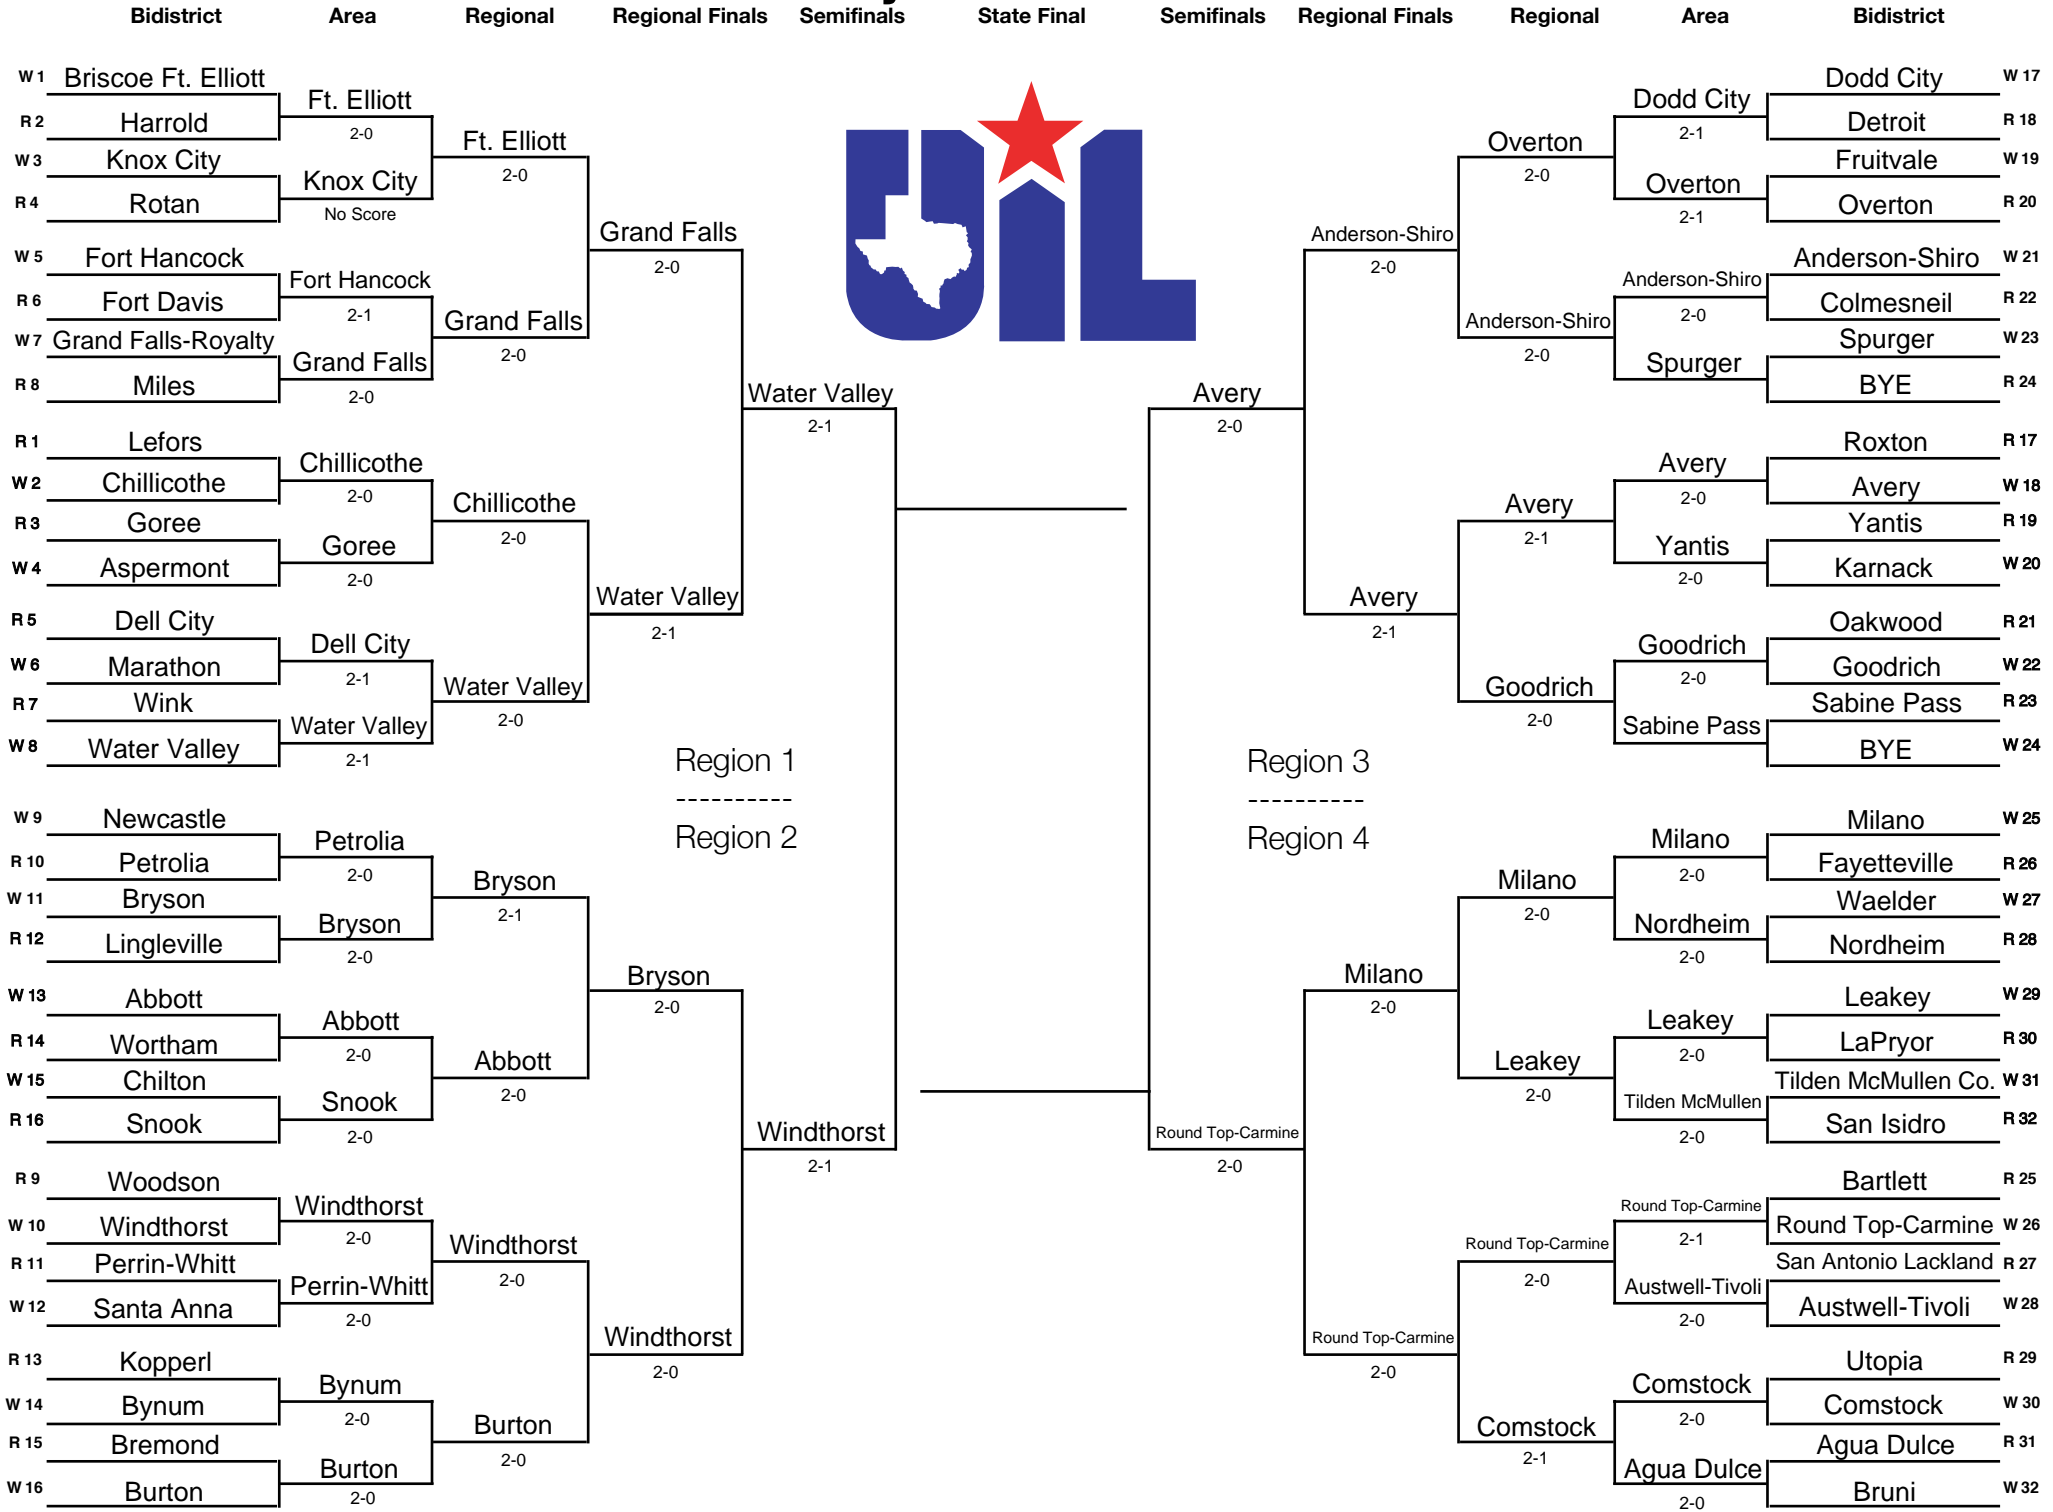 Bidistrict Area Regional Regional Finals Semifinals State Final Semifinals Regional Finals Regional Area Bidistrict
W 1 Briscoe Ft. Elliott
Ft. Elliott
R 2 Harrold
2-0
Ft. Elliott
2-0
W 3 Knox City
Knox City
R 4 Rotan
No Score
Grand Falls
2-0
W 5 Fort Hancock
Fort Hancock
R 6 Fort Davis
2-1
Grand Falls
2-0
W 7 Grand Falls-Royalty
Grand Falls
R 8 Miles
2-0
Water Valley
2-1
R 1 Lefors
Chillicothe
W 2 Chillicothe
2-0
Chillicothe
2-0
R 3 Goree
Goree
W 4 Aspermont
2-0
Water Valley
2-1
R 5 Dell City
Dell City
W 6 Marathon
2-1
Water Valley
2-0
R 7 Wink
Water Valley
W 8 Water Valley
2-1
Region 1
----------
Region 2
W 9 Newcastle
Petrolia
R 10 Petrolia
2-0
Bryson
2-1
W 11 Bryson
Bryson
R 12 Lingleville
2-0
Bryson
2-0
W 13 Abbott
Abbott
R 14 Wortham
2-0
Abbott
2-0
W 15 Chilton
Snook
R 16 Snook
2-0
Windthorst
2-1
R 9 Woodson
Windthorst
W 10 Windthorst
2-0
Windthorst
2-0
R 11 Perrin-Whitt
Perrin-Whitt
W 12 Santa Anna
2-0
Windthorst
2-0
R 13 Kopperl
Bynum
W 14 Bynum
2-0
Burton
2-0
R 15 Bremond
Burton
W 16 Burton
2-0
UIL
Dodd City W 17
Dodd City
Detroit R 18
2-1
Overton
2-0
Fruitvale W 19
Overton
Overton R 20
2-1
Anderson-Shiro
2-0
Anderson-Shiro W 21
Anderson-Shiro
Colmesneil R 22
2-0
Anderson-Shiro
2-0
Spurger W 23
Spurger
BYE R 24
Avery
2-0
Roxton R 17
Avery
Avery W 18
2-0
Avery
2-1
Yantis R 19
Yantis
Karnack W 20
2-0
Avery
2-1
Oakwood R 21
Goodrich
Goodrich W 22
2-0
Goodrich
2-0
Sabine Pass R 23
Sabine Pass
BYE W 24
Region 3
----------
Region 4
Milano W 25
Milano
Fayetteville R 26
2-0
Milano
2-0
Waelder W 27
Nordheim
Nordheim R 28
2-0
Milano
2-0
Leakey W 29
Leakey
LaPryor R 30
2-0
Leakey
2-0
Tilden McMullen Co. W 31
Tilden McMullen
San Isidro R 32
2-0
Round Top-Carmine
2-0
Bartlett R 25
Round Top-Carmine
Round Top-Carmine W 26
2-1
Round Top-Carmine
2-0
San Antonio Lackland R 27
Austwell-Tivoli
Austwell-Tivoli W 28
2-0
Round Top-Carmine
2-0
Utopia R 29
Comstock
Comstock W 30
2-0
Comstock
2-1
Agua Dulce R 31
Agua Dulce
Bruni W 32
2-0